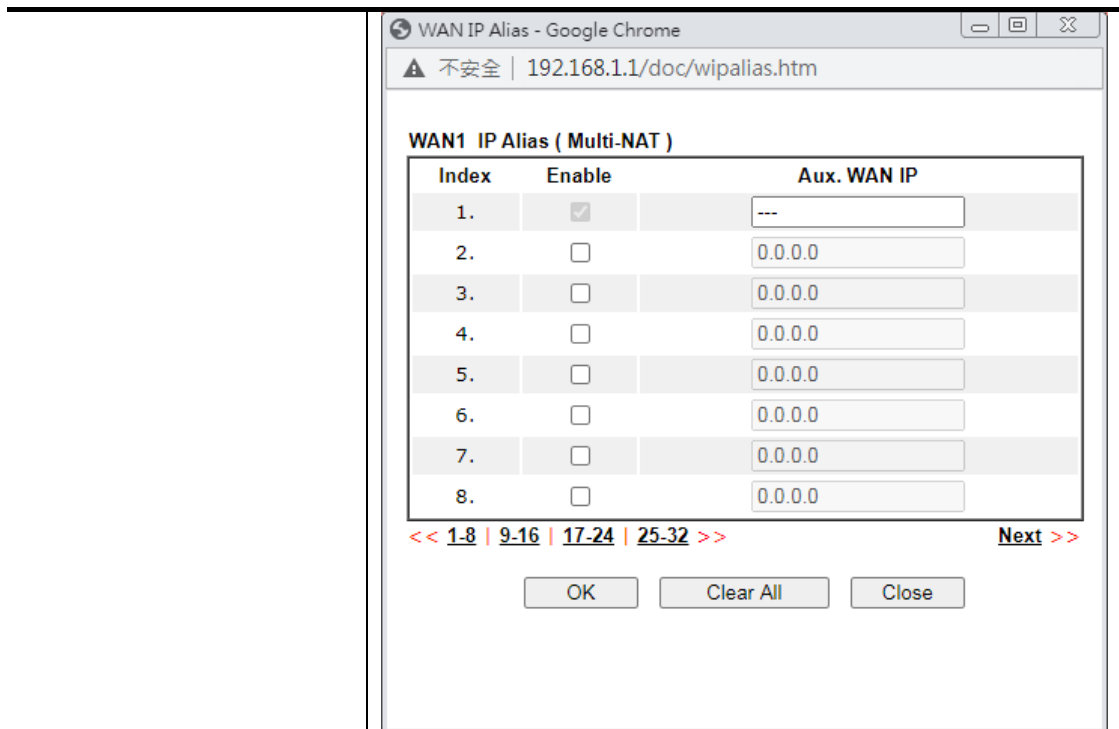 WAN IP Alias - Google Chrome
不安全 | 192.168.1.1/doc/wipalias.htm
WAN1 IP Alias ( Multi-NAT )
Index Enable Aux. WAN IP
1. ---
2. 0.0.0.0
3. 0.0.0.0
4. 0.0.0.0
5. 0.0.0.0
6. 0.0.0.0
7. 0.0.0.0
8. 0.0.0.0
<< 1-8 | 9-16 | 17-24 | 25-32 >> Next >>
OK Clear All Close